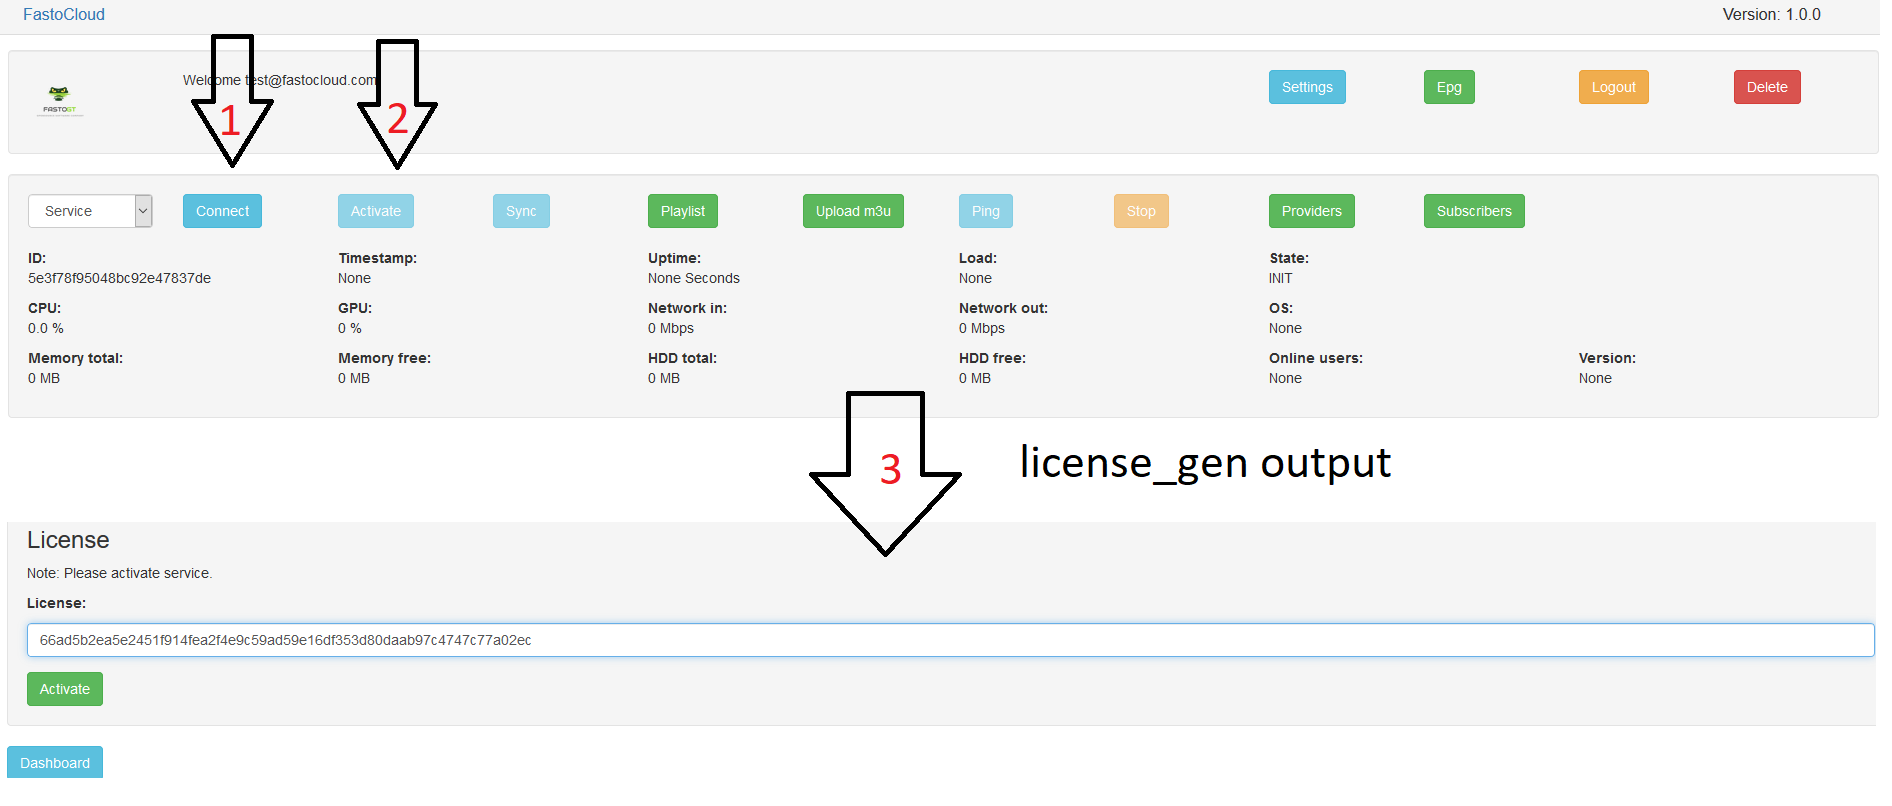 FastoCloud Version: 1.0.0
Welcome test@fastocloud.com
1
2
FASTOGT
Settings Epg Logout Delete
Service Connect Activate Sync Playlist Upload m3u Ping Stop Providers Subscribers
ID: Timestamp: Uptime: Load: State:
5e3f78f95048bc92e47837de None None Seconds None INIT
CPU: GPU: Network in: Network out: OS:
0.0 % 0 % 0 Mbps 0 Mbps None
Memory total: Memory free: HDD total: HDD free: Online users: Version:
0 MB 0 MB 0 MB 0 MB None None
3
license_gen output
License
Note: Please activate service.
License:
66ad5b2ea5e2451f914fea2f4e9c59ad59e16df353d80daab97c4747c77a02ec
Activate
Dashboard